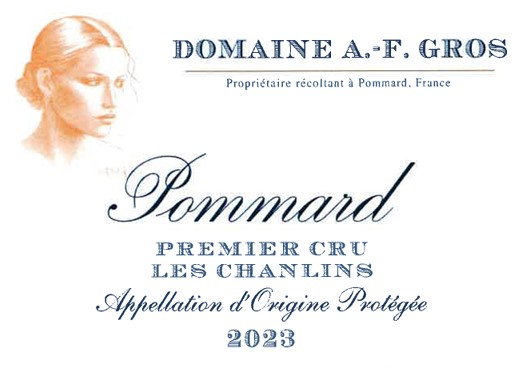 DOMAINE A.-F. GROS
Propriétaire récoltant à Pommard, France
Pommard
PREMIER CRU
LES CHANLINS
Appellation d'Origine Protégée
2023